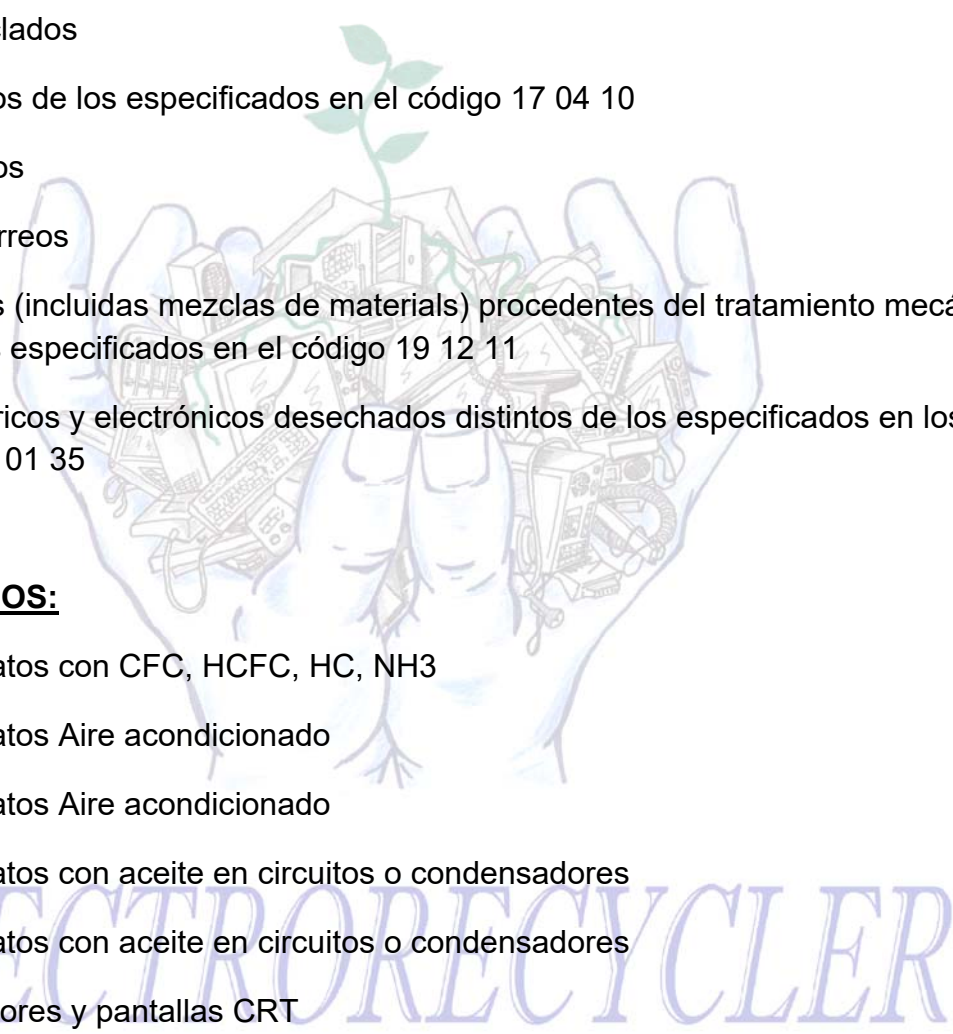 clados
os de los especificados en el código 17 04 10
os
rreos
s (incluidas mezclas de materials) procedentes del tratamiento mecá
s especificados en el código 19 12 11
ricos y electrónicos desechados distintos de los especificados en los
01 35
OS:
atos con CFC, HCFC, HC, NH3
atos Aire acondicionado
atos Aire acondicionado
atos con aceite en circuitos o condensadores
atos con aceite en circuitos o condensadores
ores y pantallas CRT
ECTRORECYCLER